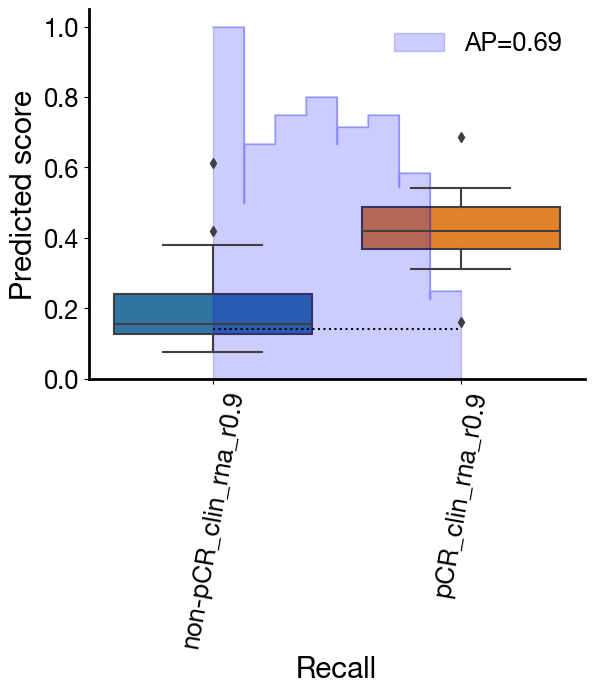 AP=0.69
Predicted score
1.0
0.8
0.6
0.4
0.2
0.0
non-pCR_clin_rna_r0.9
pCR_clin_rna_r0.9
Recall